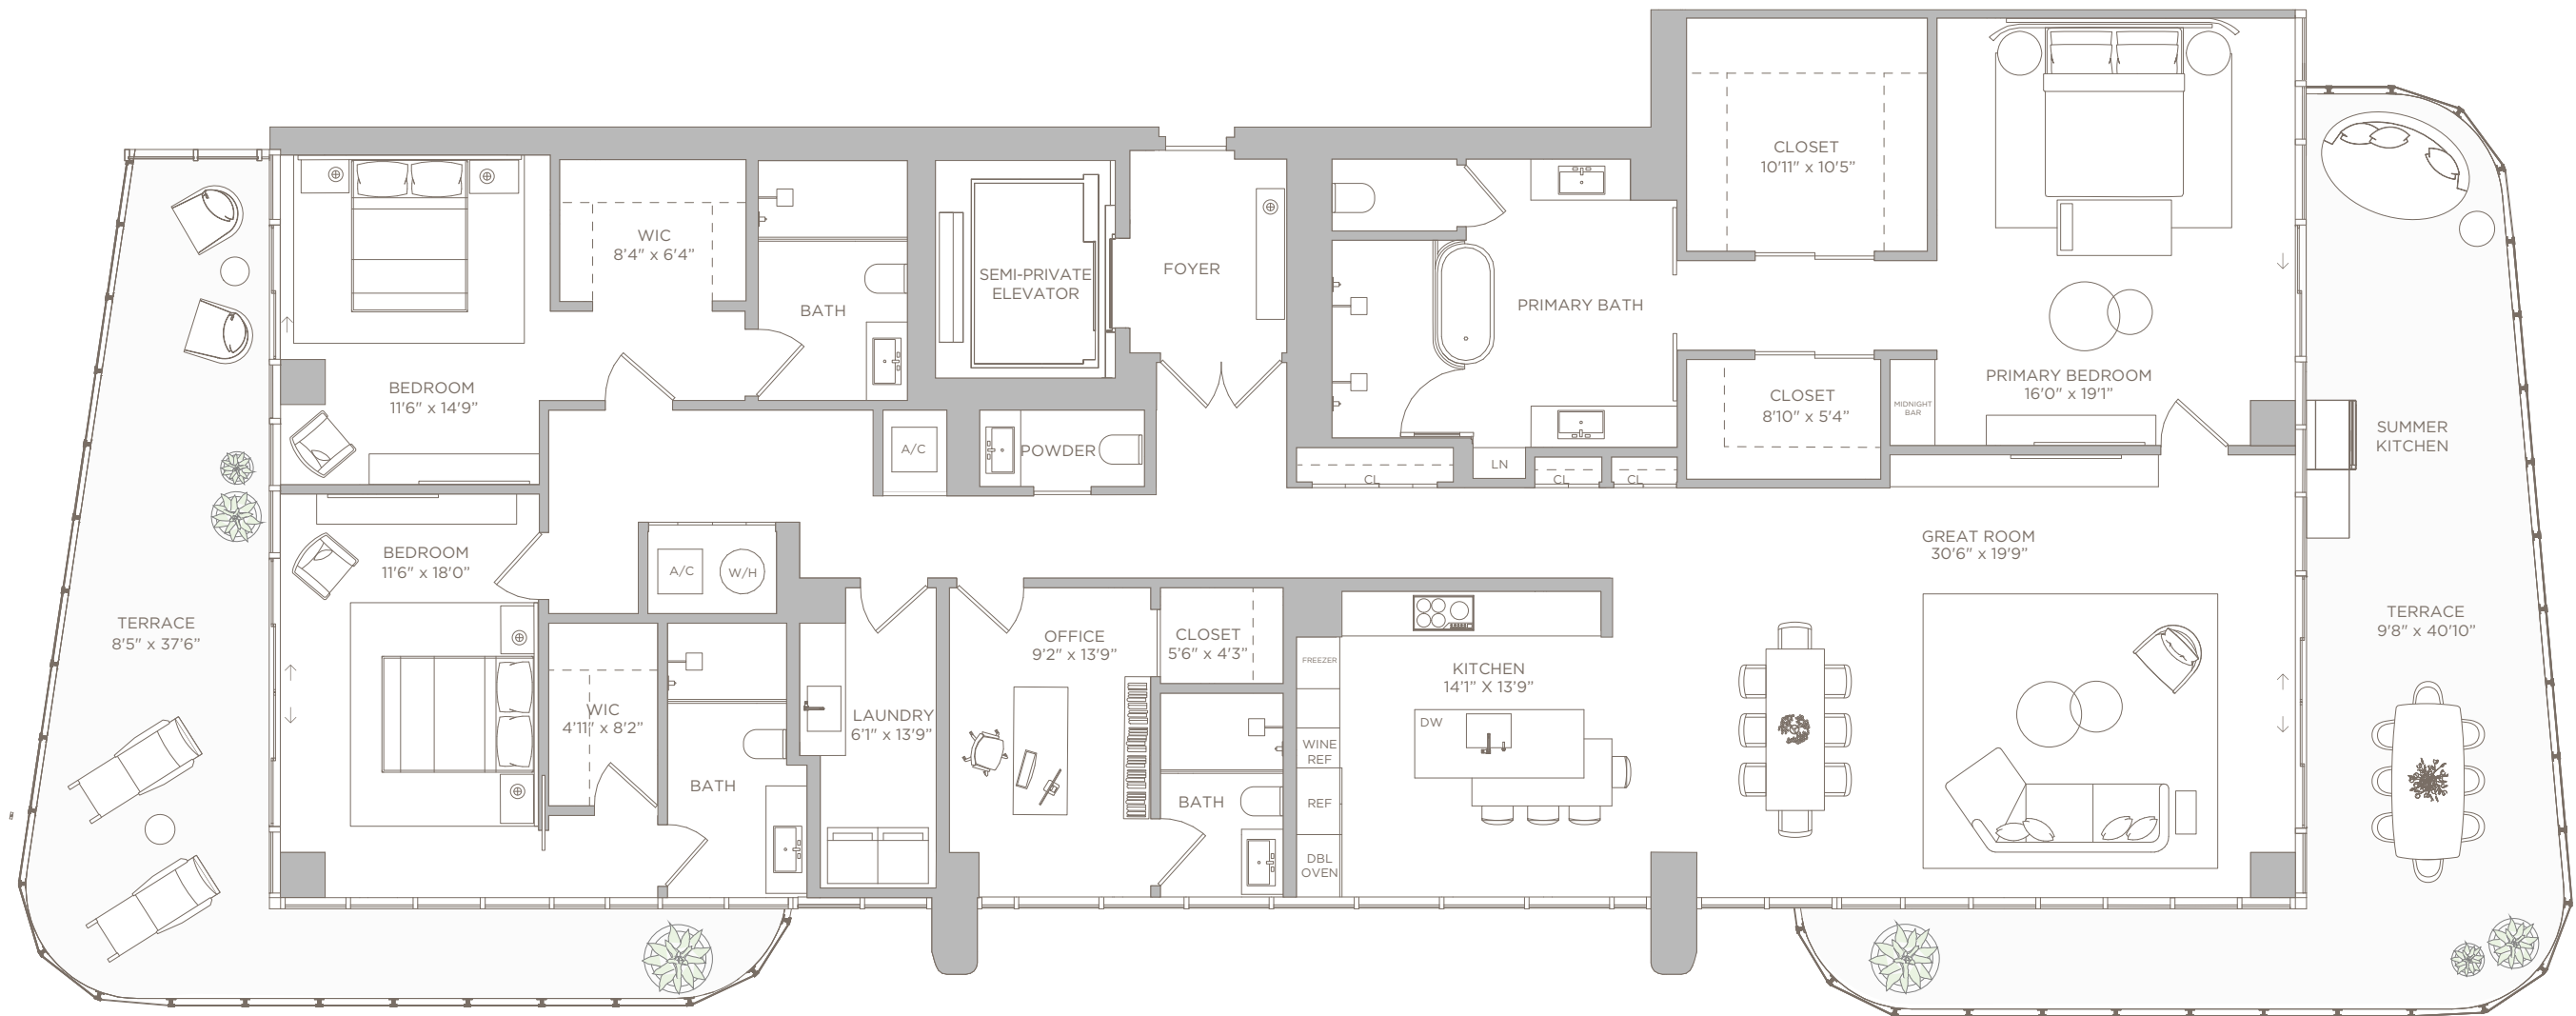 CLOSET
10'11" x 10'5"
WIC
8'4" x 6'4"
BATH
SEMI-PRIVATE
ELEVATOR
FOYER
PRIMARY BATH
BEDROOM
11'6" x 14'9"
PRIMARY BEDROOM
16'0" x 19'1"
CLOSET
8'10" x 5'4"
MIDNIGHT
BAR
SUMMER
KITCHEN
A/C
POWDER
LN
CL
CL
CL
GREAT ROOM
30'6" x 19'9"
BEDROOM
11'6" x 18'0"
A/C
W/H
TERRACE
8'5" x 37'6"
OFFICE
9'2" x 13'9"
CLOSET
5'6" x 4'3"
FREEZER
KITCHEN
14'1" X 13'9"
TERRACE
9'8" x 40'10"
WIC
4'11" x 8'2"
LAUNDRY
6'1" x 13'9"
DW
WINE
REF
BATH
BATH
REF
DBL
OVEN